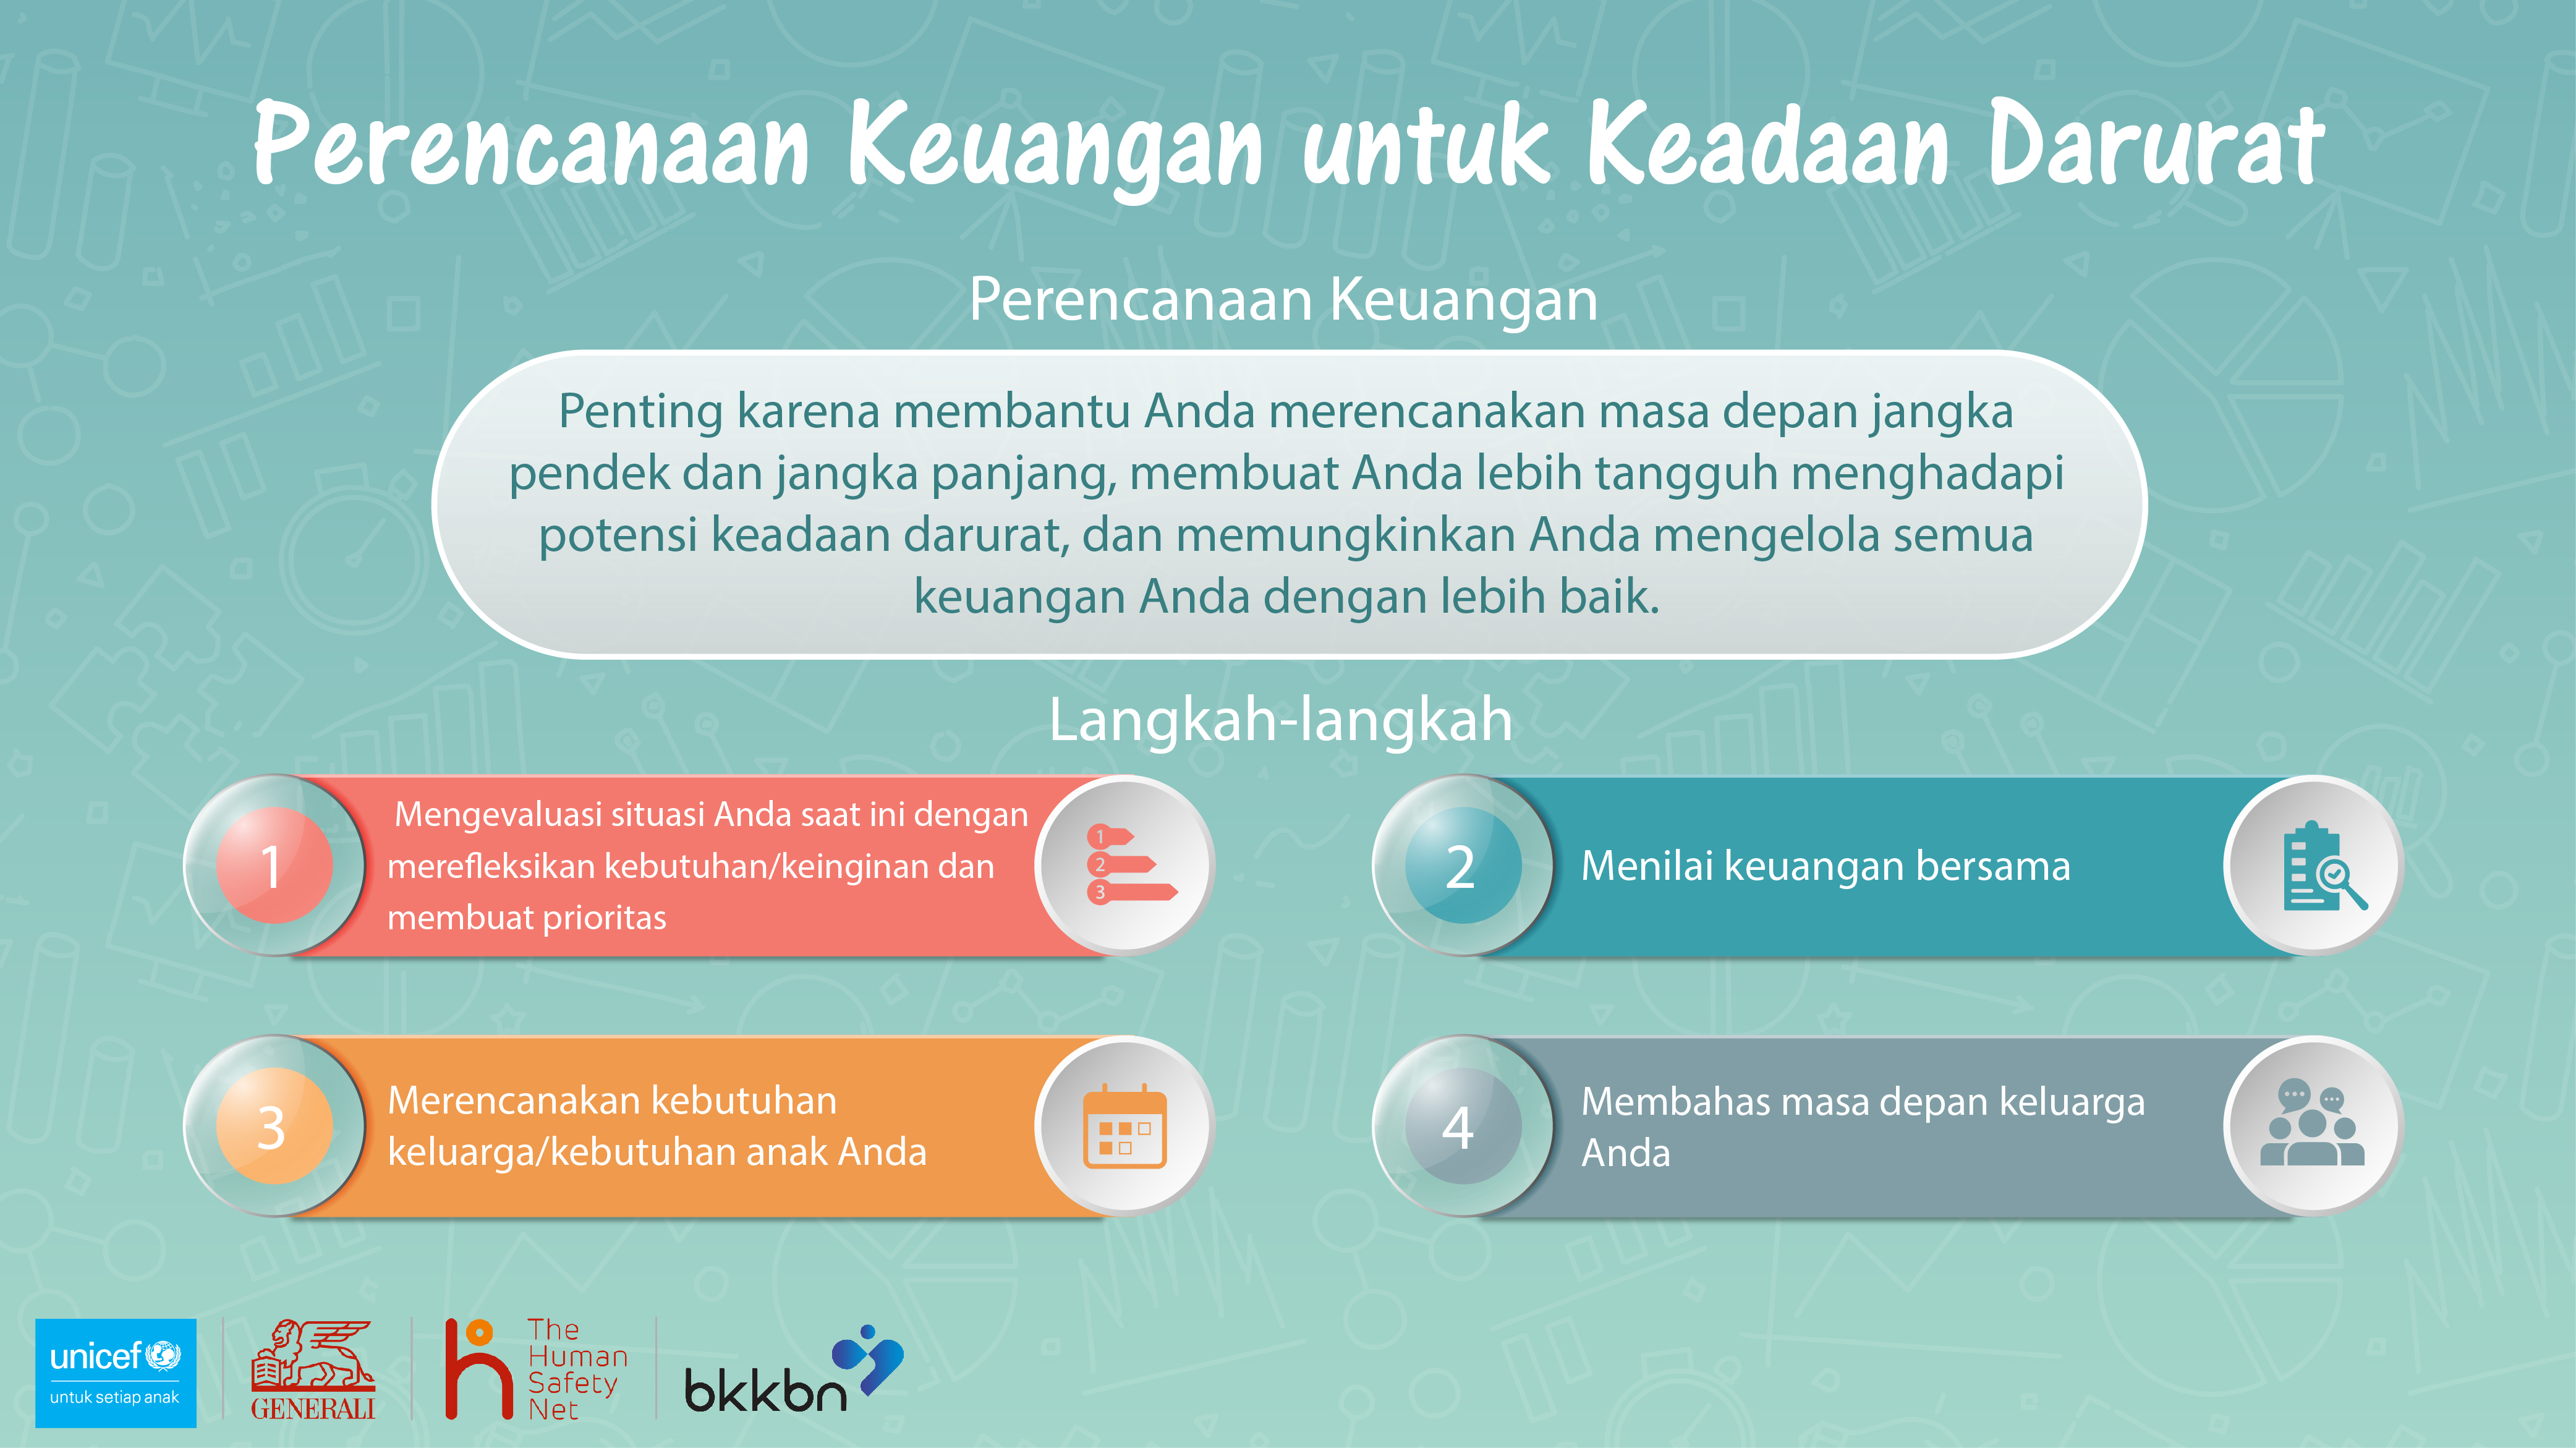 Perencanaan Keuangan untuk Keadaan Darurat
Perencanaan Keuangan
Penting karena membantu Anda merencanakan masa depan jangka
pendek dan jangka panjang, membuat Anda lebih tangguh menghadapi
potensi keadaan darurat, dan memungkinkan Anda mengelola semua
keuangan Anda dengan lebih baik.
Langkah-langkah
1
Mengevaluasi situasi Anda saat ini dengan
merefleksikan kebutuhan/keinginan dan
membuat prioritas
1
2
3
2
Menilai keuangan bersama
3
Merencanakan kebutuhan
keluarga/kebutuhan anak Anda
4
Membahas masa depan keluarga
Anda
unicef
untuk setiap anak
GENERALI
The
Human
Safety
Net
bkkbn